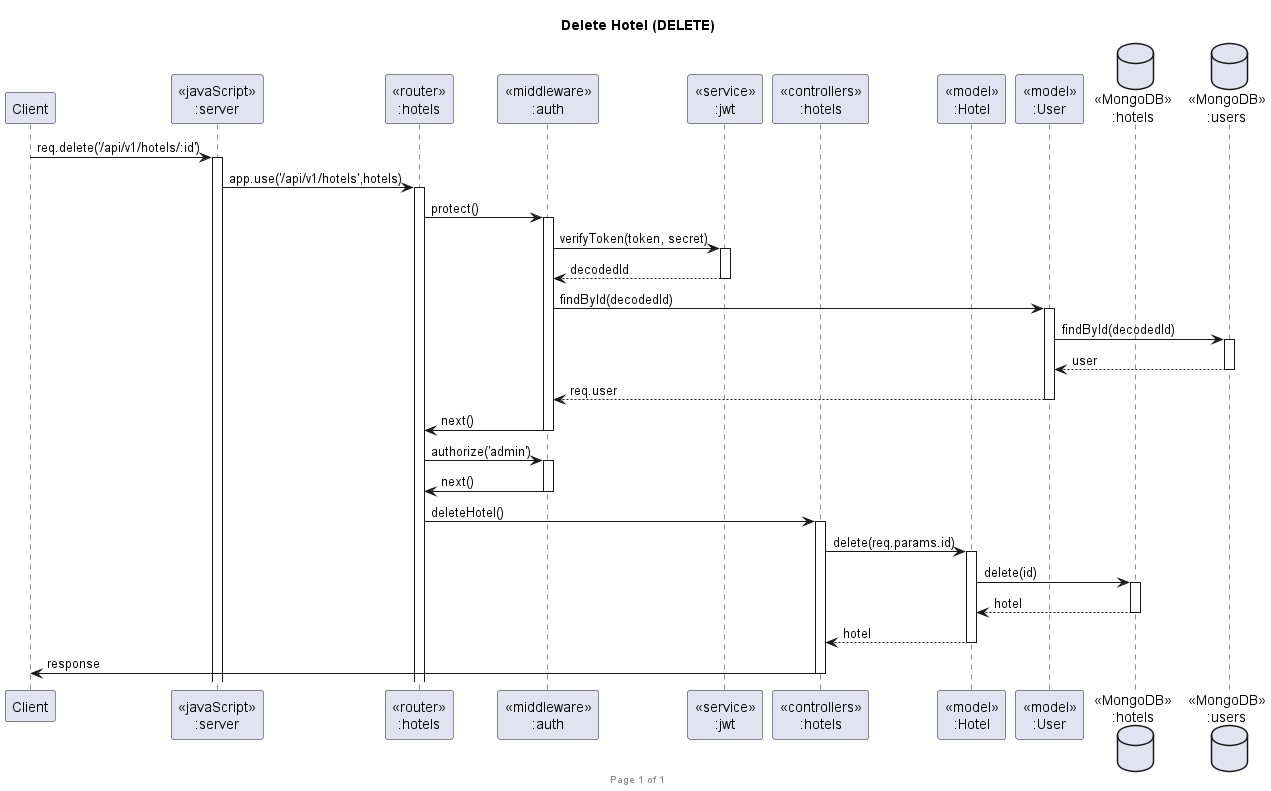 Delete Hotel (DELETE)
Client
«javaScript»
:server
«router»
:hotels
«middleware»
:auth
«service»
:jwt
«controllers»
:hotels
«model»
:Hotel
«model»
:User
«MongoDB»
:hotels
«MongoDB»
:users
req.delete('/api/v1/hotels/:id')
app.use('/api/v1/hotels',hotels)
protect()
verifyToken(token, secret)
decodedId
findById(decodedId)
findById(decodedId)
user
req.user
next()
authorize('admin')
next()
deleteHotel()
delete(req.params.id)
delete(id)
hotel
hotel
response
Client
«javaScript»
:server
«router»
:hotels
«middleware»
:auth
«service»
:jwt
«controllers»
:hotels
«model»
:Hotel
«model»
:User
«MongoDB»
:hotels
«MongoDB»
:users
Page 1 of 1